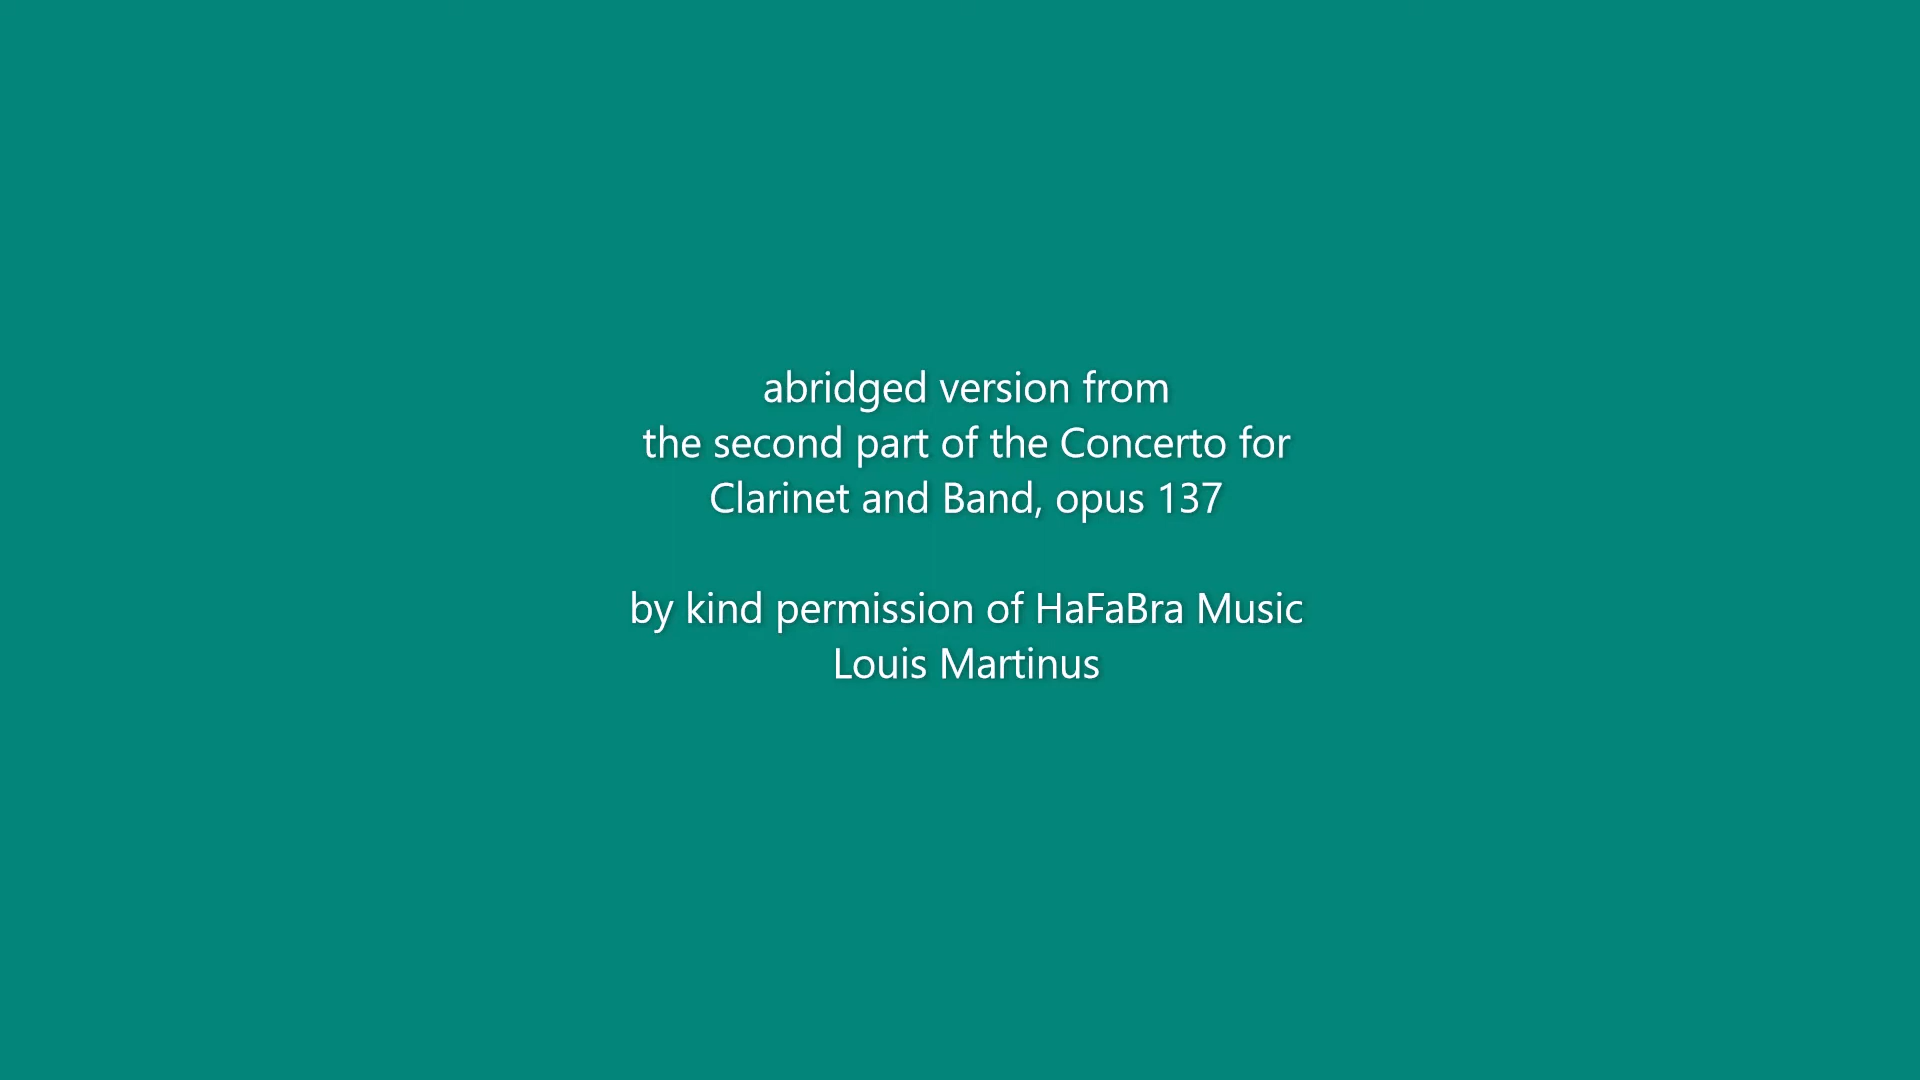 abridged version from
the second part of the Concerto for
Clarinet and Band, opus 137
by kind permission of HaFaBra Music
Louis Martinus